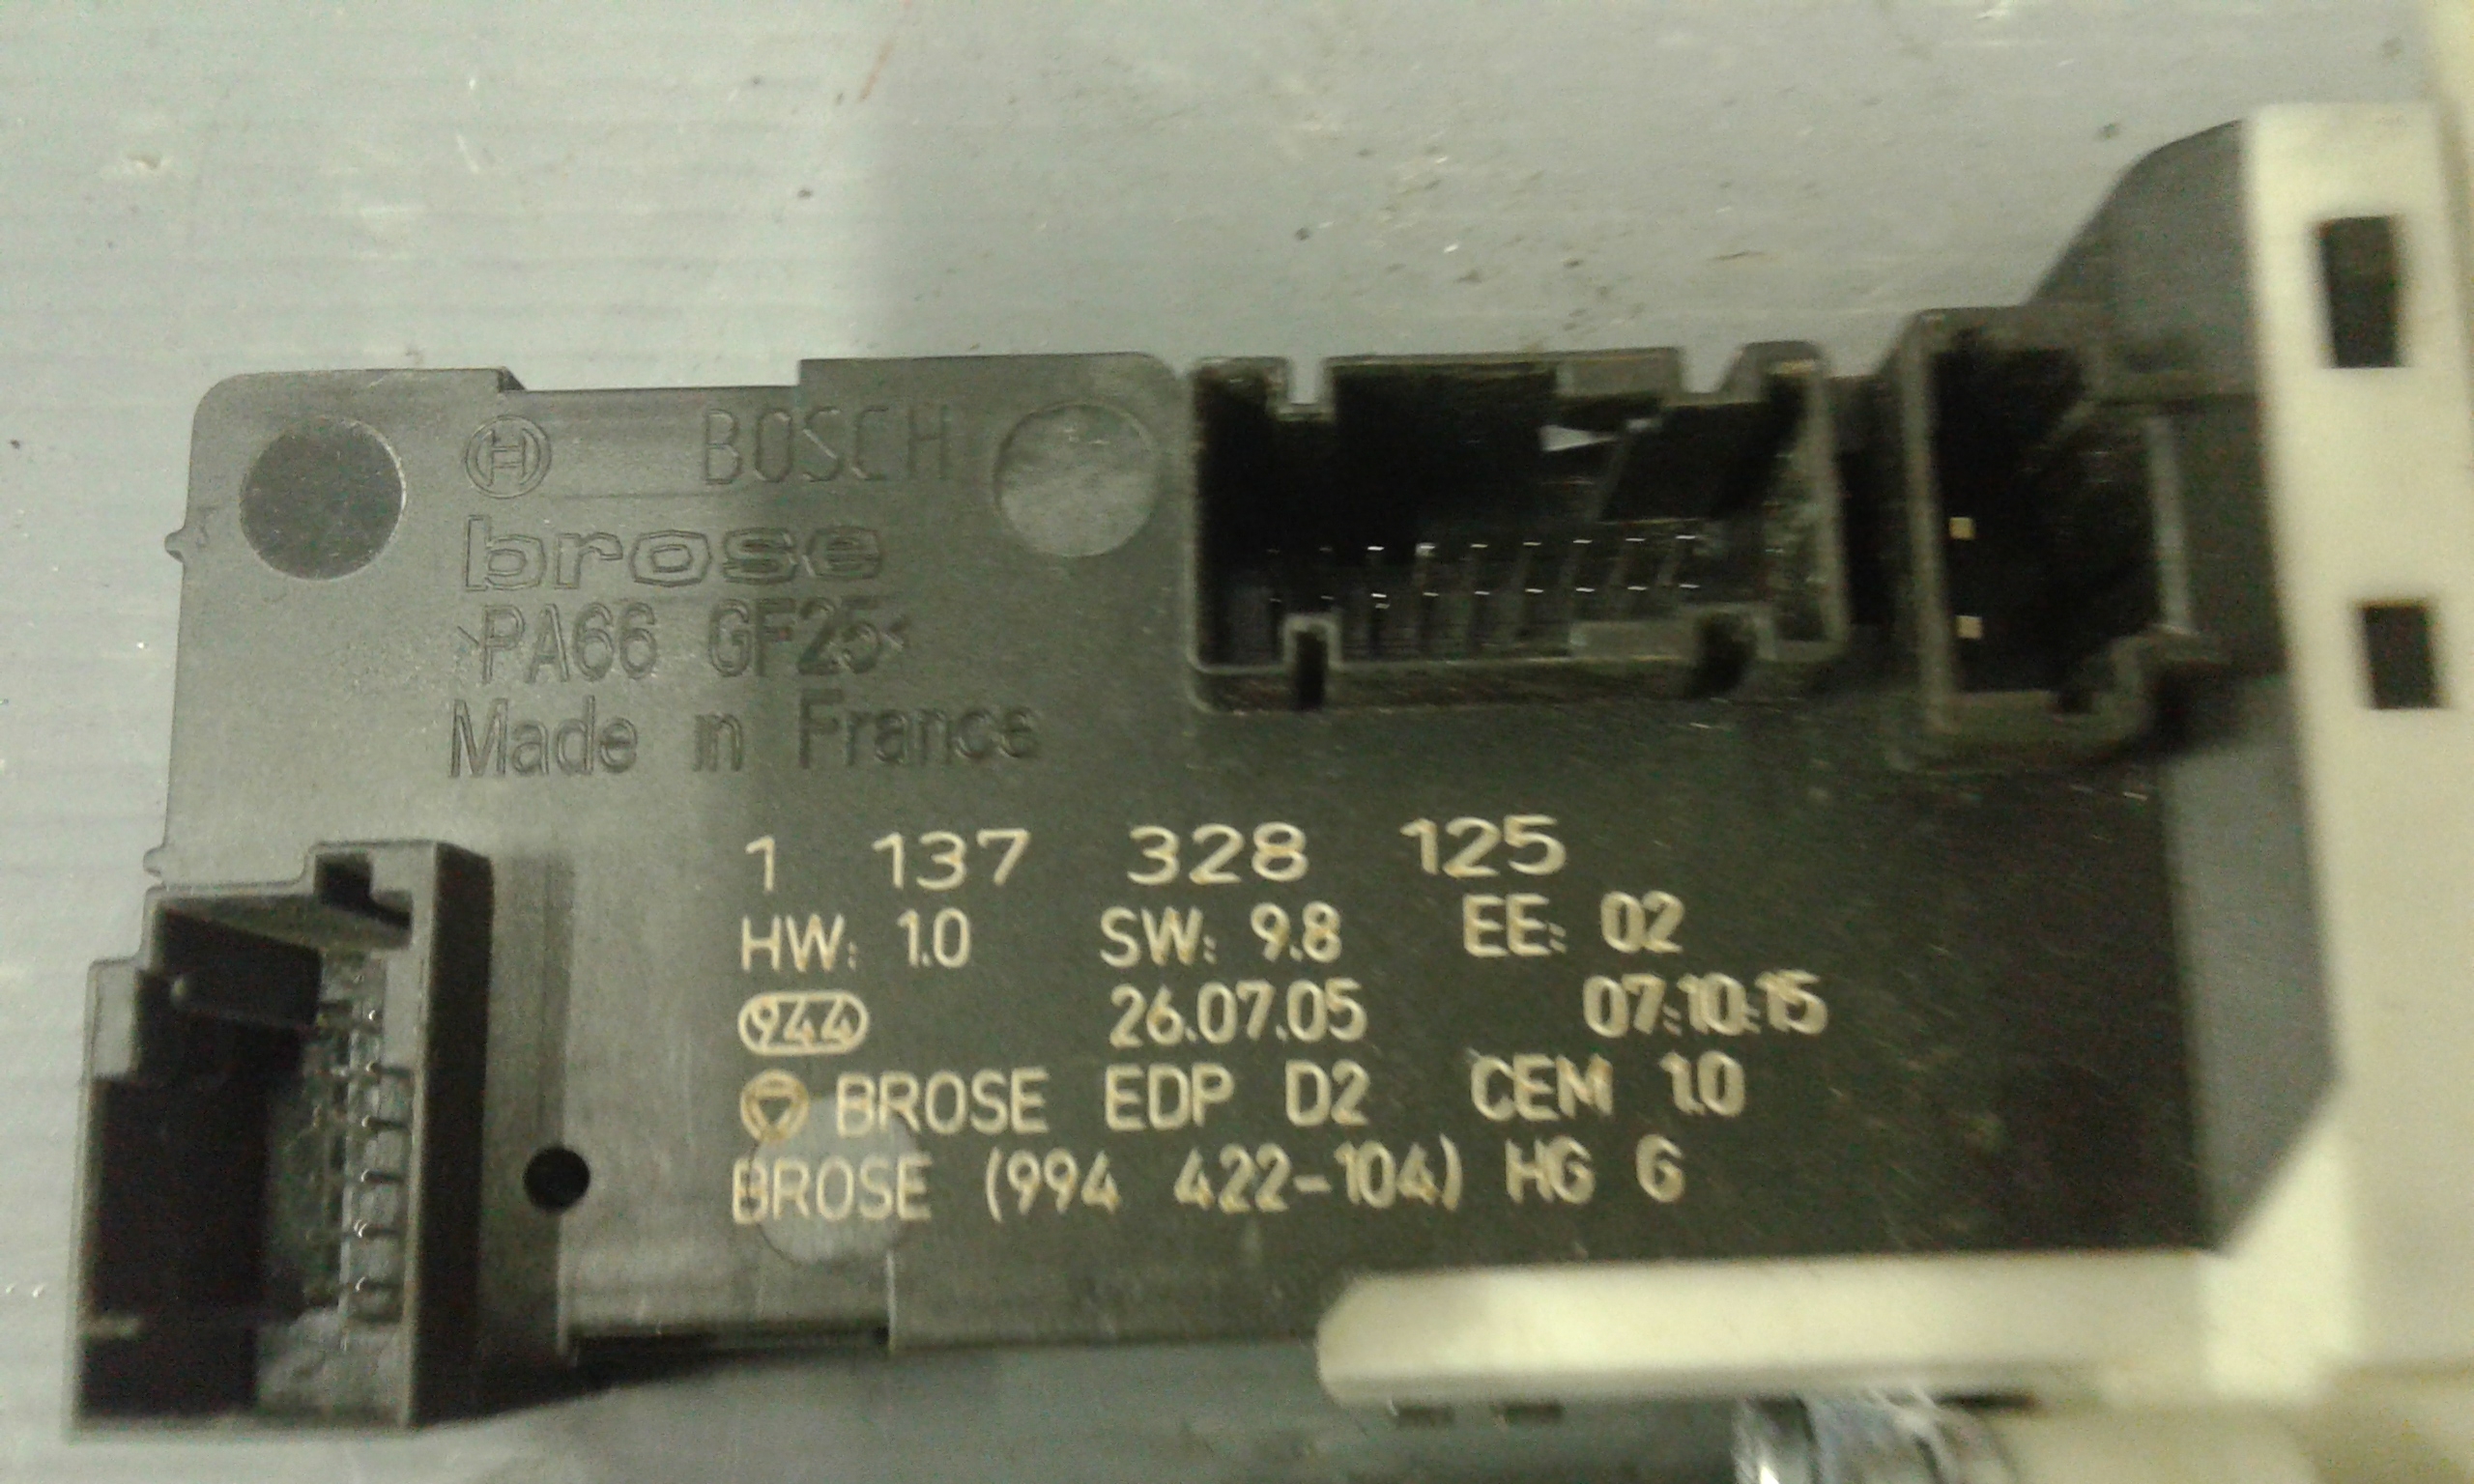 BOSCH
brose
>PA66 GF25<
Made in France
1 137 328 125
HW: 1.0 SW: 9.8 EE: 02
944 26.07.05 07:10:15
BROSE EDP D2 CEM 1.0
BROSE (994 422-104) HG G